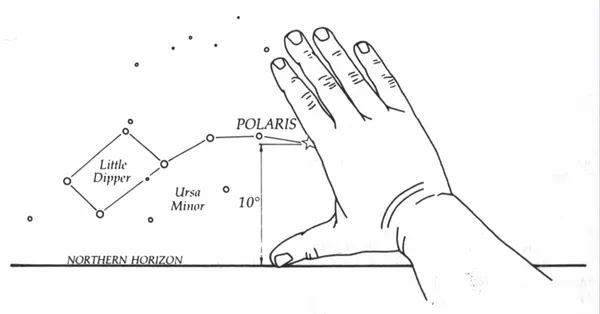 POLARIS
Little
Dipper
Ursa
Minor
10°
NORTHERN HORIZON